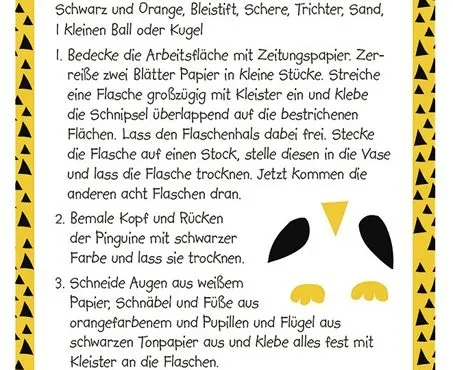 Schwarz und Orange, Bleistift, Schere, Trichter, Sand,
1 kleinen Ball oder Kugel
1. Bedecke die Arbeitsfläche mit Zeitungspapier. Zer-
reiße zwei Blätter Papier in kleine Stücke. Streiche
eine Flasche großzügig mit Kleister ein und klebe
die Schnipsel überlappend auf die bestrichenen
Flächen. Lass den Flaschenhals dabei frei. Stecke
die Flasche auf einen Stock, stelle diesen in die Vase
und lass die Flasche trocknen. Jetzt kommen die
anderen acht Flaschen dran.
2. Bemale Kopf und Rücken
der Pinguine mit schwarzer
Farbe und lass sie trocknen.
3. Schneide Augen aus weißem
Papier, Schnäbel und Füße aus
orangefarbenem und Pupillen und Flügel aus
schwarzen Tonpapier aus und klebe alles fest mit
Kleister an die Flaschen.